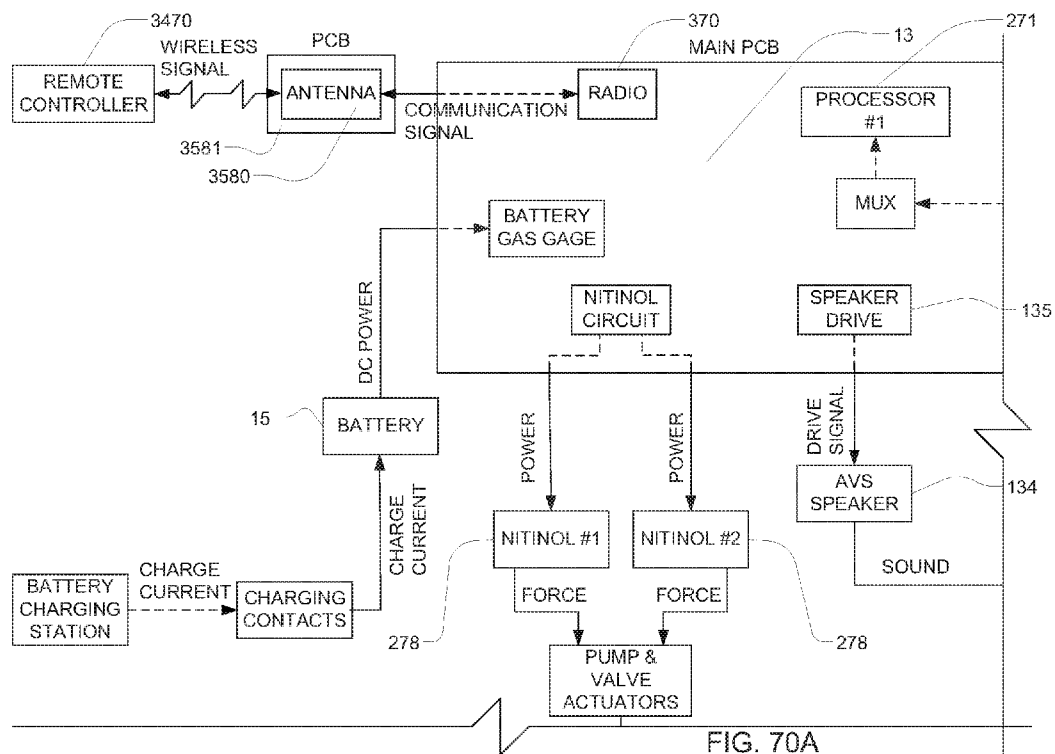 3470
WIRELESS
SIGNAL
PCB
370
MAIN PCB
13
271
REMOTE
CONTROLLER
ANTENNA
COMMUNICATION
SIGNAL
RADIO
PROCESSOR
#1
3581
3580
MUX
BATTERY
GAS GAGE
DC POWER
NITINOL
CIRCUIT
SPEAKER
DRIVE
135
15
BATTERY
POWER
POWER
DRIVE
SIGNAL
AVS
SPEAKER
134
CHARGE
CURRENT
NITINOL #1
NITINOL #2
SOUND
BATTERY
CHARGING
STATION
CHARGE
CURRENT
CHARGING
CONTACTS
278
FORCE
FORCE
278
PUMP &
VALVE
ACTUATORS
FIG. 70A